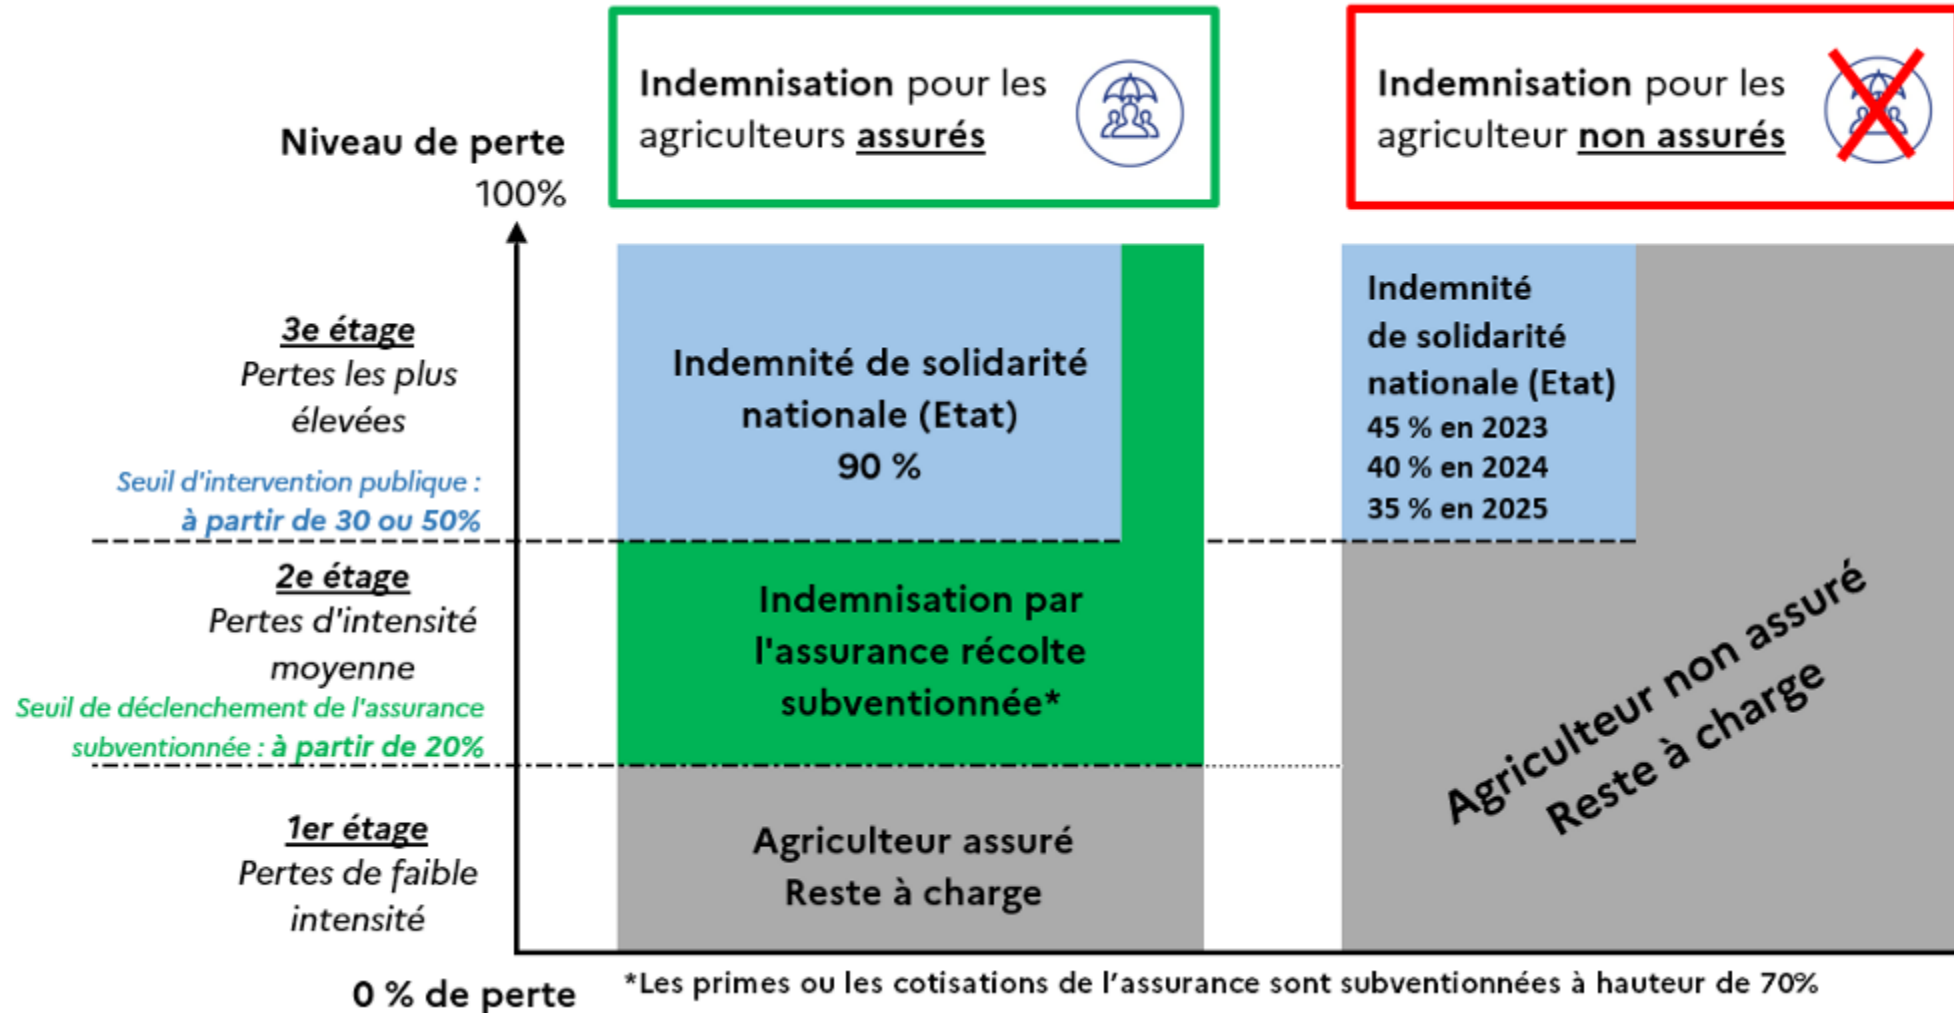 Indemnisation pour les
agriculteurs assurés
Indemnisation pour les
agriculteur non assurés
Niveau de perte
100%
3e étage
Pertes les plus
élevées
Seuil d'intervention publique :
à partir de 30 ou 50%
2e étage
Pertes d'intensité
moyenne
Seuil de déclenchement de l'assurance
subventionnée : à partir de 20%
1er étage
Pertes de faible
intensité
0 % de perte
Indemnité de solidarité
nationale (Etat)
90 %
Indemnisation par
l'assurance récolte
subventionnée*
Agriculteur assuré
Reste à charge
Indemnité
de solidarité
nationale (Etat)
45 % en 2023
40 % en 2024
35 % en 2025
Agriculteur non assuré
Reste à charge
*Les primes ou les cotisations de l’assurance sont subventionnées à hauteur de 70%